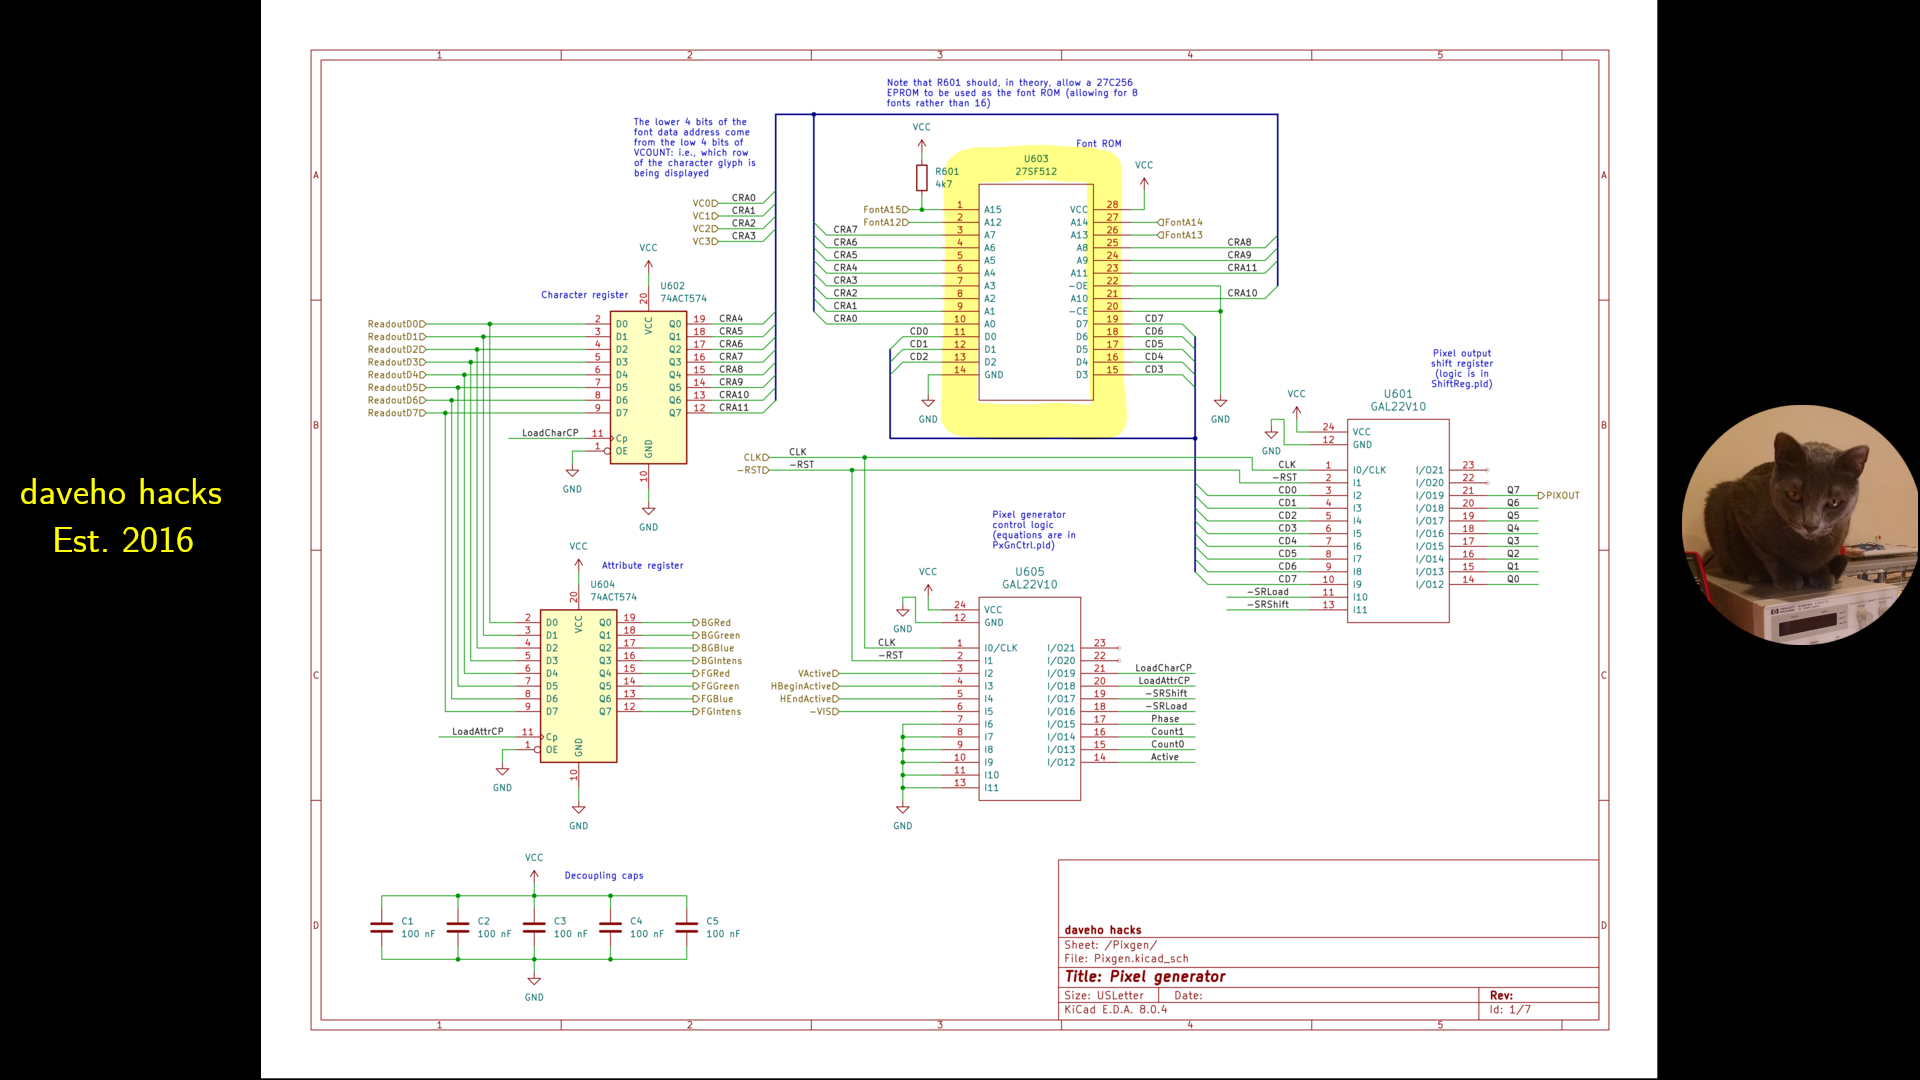 daveho hacks
Est. 2016
1
2
3
4
5
A
B
C
D
Note that R601 should, in theory, allow a 27C256
EPROM to be used as the font ROM (allowing for 8
fonts rather than 16)
The lower 4 bits of the
font data address come
from the low 4 bits of
VCOUNT: i.e., which row
of the character glyph is
being displayed
VC0 CRA0
VC1 CRA1
VC2 CRA2
VC3 CRA3
VCC
R601
4k7
Font ROM
U603
27SF512
VCC
FontA15 1 A15 VCC 28
FontA12 2 A12 A14 27 FontA14
CRA7 3 A7 A13 26 FontA13
CRA6 4 A6 A8 25 CRA8
CRA5 5 A5 A9 24 CRA9
CRA4 6 A4 A11 23 CRA11
CRA3 7 A3 -OE 22
CRA2 8 A2 A10 21 CRA10
CRA1 9 A1 -CE 20
CRA0 10 A0 D7 19 CD7
CD0 11 D0 D6 18 CD6
CD1 12 D1 D5 17 CD5
CD2 13 D2 D4 16 CD4
14 GND D3 15 CD3
GND
GND
VCC
Character register
U602
74ACT574
20
VCC
ReadoutD0 2 D0 Q0 19 CRA4
ReadoutD1 3 D1 Q1 18 CRA5
ReadoutD2 4 D2 Q2 17 CRA6
ReadoutD3 5 D3 Q3 16 CRA7
ReadoutD4 6 D4 Q4 15 CRA8
ReadoutD5 7 D5 Q5 14 CRA9
ReadoutD6 8 D6 Q6 13 CRA10
ReadoutD7 9 D7 Q7 12 CRA11
LoadCharCP 11 Cp
1 OE
GND
10
GND
GND
CLK CLK
-RST -RST
Pixel output
shift register
(logic is in
ShiftReg.pld)
VCC
U601
GAL22V10
GND
24 VCC
12 GND
CLK 1 I0/CLK I/O21 23
-RST 2 I1 I/O20 22
CD0 3 I2 I/O19 21 Q7 PIXOUT
CD1 4 I3 I/O18 20 Q6
CD2 5 I4 I/O17 19 Q5
CD3 6 I5 I/O16 18 Q4
CD4 7 I6 I/O15 17 Q3
CD5 8 I7 I/O14 16 Q2
CD6 9 I8 I/O13 15 Q1
CD7 10 I9 I/O12 14 Q0
-SRLoad 11 I10
-SRShift 13 I11
VCC
Attribute register
U604
74ACT574
20
VCC
2 D0 Q0 19 BGRed
3 D1 Q1 18 BGGreen
4 D2 Q2 17 BGBlue
5 D3 Q3 16 BGIntens
6 D4 Q4 15 FGRed
7 D5 Q5 14 FGGreen
8 D6 Q6 13 FGBlue
9 D7 Q7 12 FGIntens
LoadAttrCP 11 Cp
1 OE
GND
10
GND
GND
Pixel generator
control logic
(equations are in
PxGnCtrl.pld)
VCC
U605
GAL22V10
GND
24 VCC
12 GND
CLK 1 I0/CLK I/O21 23
-RST 2 I1 I/O20 22
VActive 3 I2 I/O19 21 LoadCharCP
HBeginActive 4 I3 I/O18 20 LoadAttrCP
HEndActive 5 I4 I/O17 19 -SRShift
-VIS 6 I5 I/O16 18 -SRLoad
7 I6 I/O15 17 Phase
8 I7 I/O14 16 Count1
9 I8 I/O13 15 Count0
10 I9 I/O12 14 Active
11 I10
13 I11
GND
VCC
Decoupling caps
C1 C2 C3 C4 C5
100 nF 100 nF 100 nF 100 nF 100 nF
GND
daveho hacks
Sheet: /Pixgen/
File: Pixgen.kicad_sch
Title: Pixel generator
Size: USLetter Date: Rev:
KiCad E.D.A. 8.0.4 Id: 1/7
1
2
3
4
5
A
B
C
D